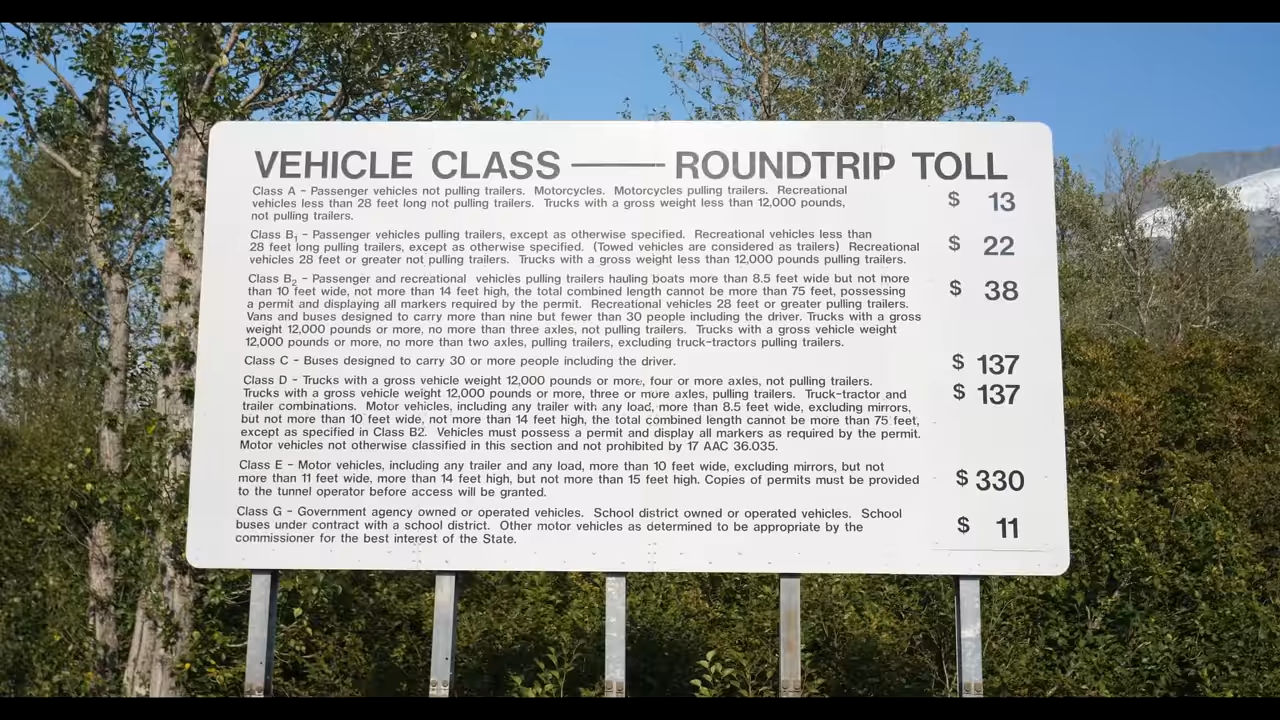 VEHICLE CLASS — ROUNDTRIP TOLL
Class A - Passenger vehicles not pulling trailers. Motorcycles. Motorcycles pulling trailers. Recreational
vehicles less than 28 feet long not pulling trailers. Trucks with a gross weight less than 12,000 pounds,
not pulling trailers.
$ 13
Class B1 - Passenger vehicles pulling trailers, except as otherwise specified. Recreational vehicles less than
28 feet long pulling trailers, except as otherwise specified. (Towed vehicles are considered as trailers) Recreational
vehicles 28 feet or greater not pulling trailers. Trucks with a gross weight less than 12,000 pounds pulling trailers.
$ 22
Class B2 - Passenger and recreational vehicles pulling trailers hauling boats more than 8.5 feet wide but not more
than 10 feet wide, not more than 14 feet high, the total combined length cannot be more than 75 feet, possessing
a permit and displaying all markers required by the permit. Recreational vehicles 28 feet or greater pulling trailers.
Vans and buses designed to carry more than nine but fewer than 30 people including the driver. Trucks with a gross
weight 12,000 pounds or more, no more than three axles, not pulling trailers. Trucks with a gross vehicle weight
12,000 pounds or more, no more than two axles, pulling trailers, excluding truck-tractors pulling trailers.
$ 38
Class C - Buses designed to carry 30 or more people including the driver.
$ 137
Class D - Trucks with a gross vehicle weight 12,000 pounds or more, four or more axles, not pulling trailers.
Trucks with a gross vehicle weight 12,000 pounds or more, three or more axles, pulling trailers. Truck-tractor and
trailer combinations. Motor vehicles, including any trailer with any load, more than 8.5 feet wide, excluding mirrors,
but not more than 10 feet wide, not more than 14 feet high, the total combined length cannot be more than 75 feet,
except as specified in Class B2. Vehicles must possess a permit and display all markers as required by the permit.
Motor vehicles not otherwise classified in this section and not prohibited by 17 AAC 36.035.
$ 137
Class E - Motor vehicles, including any trailer and any load, more than 10 feet wide, excluding mirrors, but not
more than 11 feet wide, more than 14 feet high, but not more than 15 feet high. Copies of permits must be provided
to the tunnel operator before access will be granted.
$ 330
Class G - Government agency owned or operated vehicles. School district owned or operated vehicles. School
buses under contract with a school district. Other motor vehicles as determined to be appropriate by the
commissioner for the best interest of the State.
$ 11